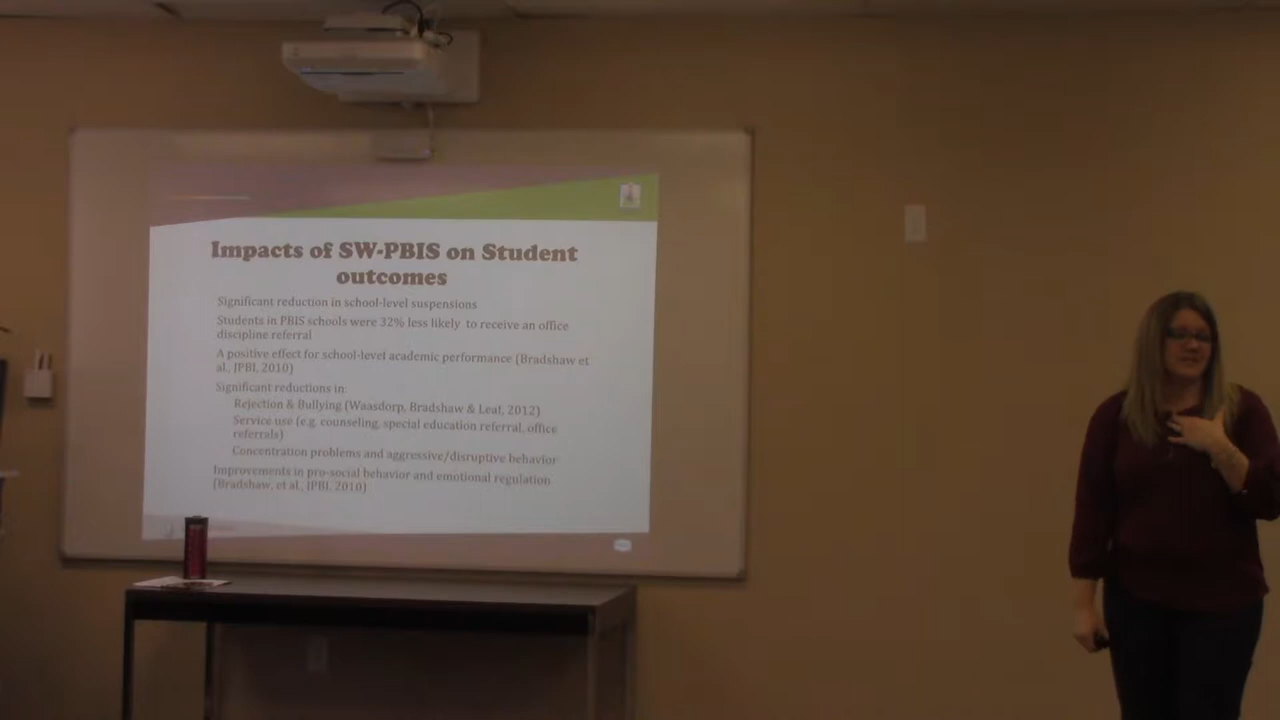 Impacts of SW-PBIS on Student
outcomes
Significant reduction in school-level suspensions
Students in PBIS schools were 32% less likely to receive an office
discipline referral
A positive effect for school-level academic performance (Bradshaw et
al., JPBI, 2010)
Significant reductions in:
Rejection & Bullying (Waasdorp, Bradshaw & Leaf, 2012)
Service use (e.g. counseling, special education referral, office
referrals)
Concentration problems and aggressive/disruptive behavior
Improvements in pro-social behavior and emotional regulation
(Bradshaw, et al., JPBI, 2010)